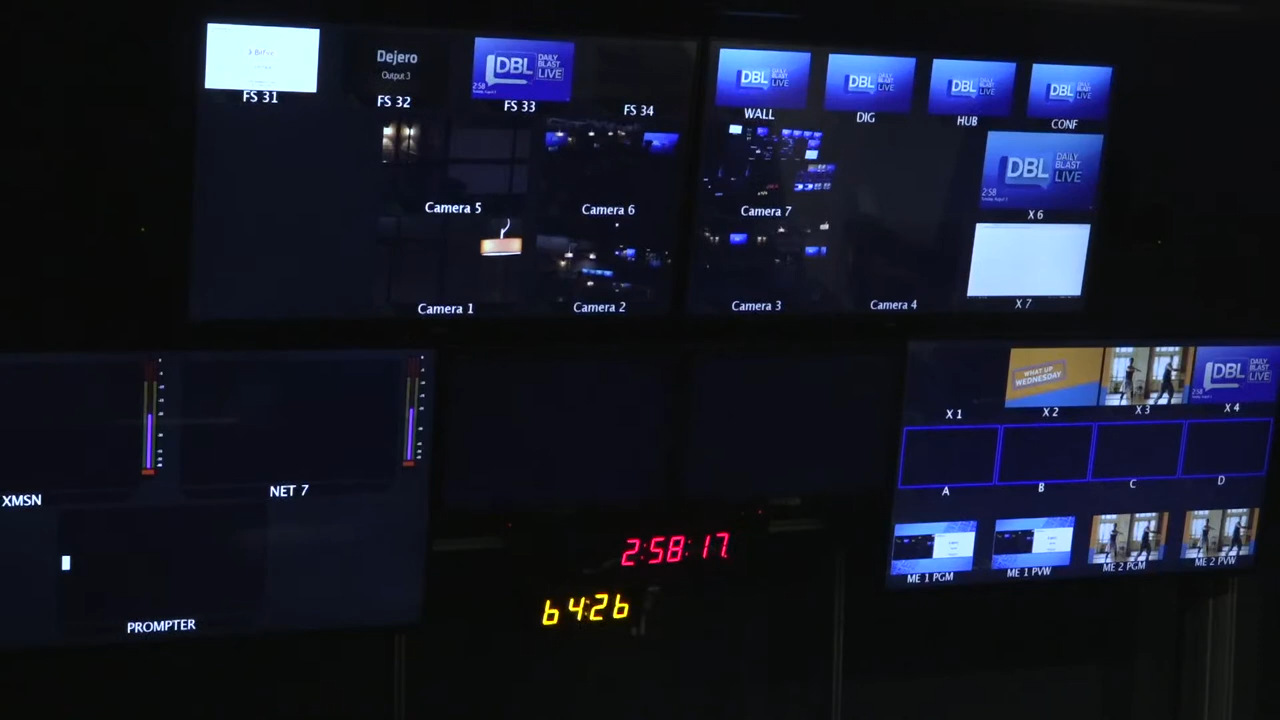 FS 31
Dejero
Output 3
FS 32
DBL DAILY BLAST LIVE
2:58
FS 33
FS 34
DBL DAILY BLAST LIVE
WALL
DBL DAILY BLAST LIVE
DIG
DBL DAILY BLAST LIVE
HUB
DBL DAILY BLAST LIVE
CONF
Camera 5
Camera 6
Camera 7
DBL DAILY BLAST LIVE
2:58
X 6
Camera 1
Camera 2
Camera 3
Camera 4
X 7
XMSN
NET 7
PROMPTER
2:58:17
64:26
X 1
WHAT UP
WEDNESDAY
X 2
X 3
DBL DAILY BLAST LIVE
2:58
X 4
A
B
C
D
ME 1 PGM
ME 1 PVW
ME 2 PGM
ME 2 PVW